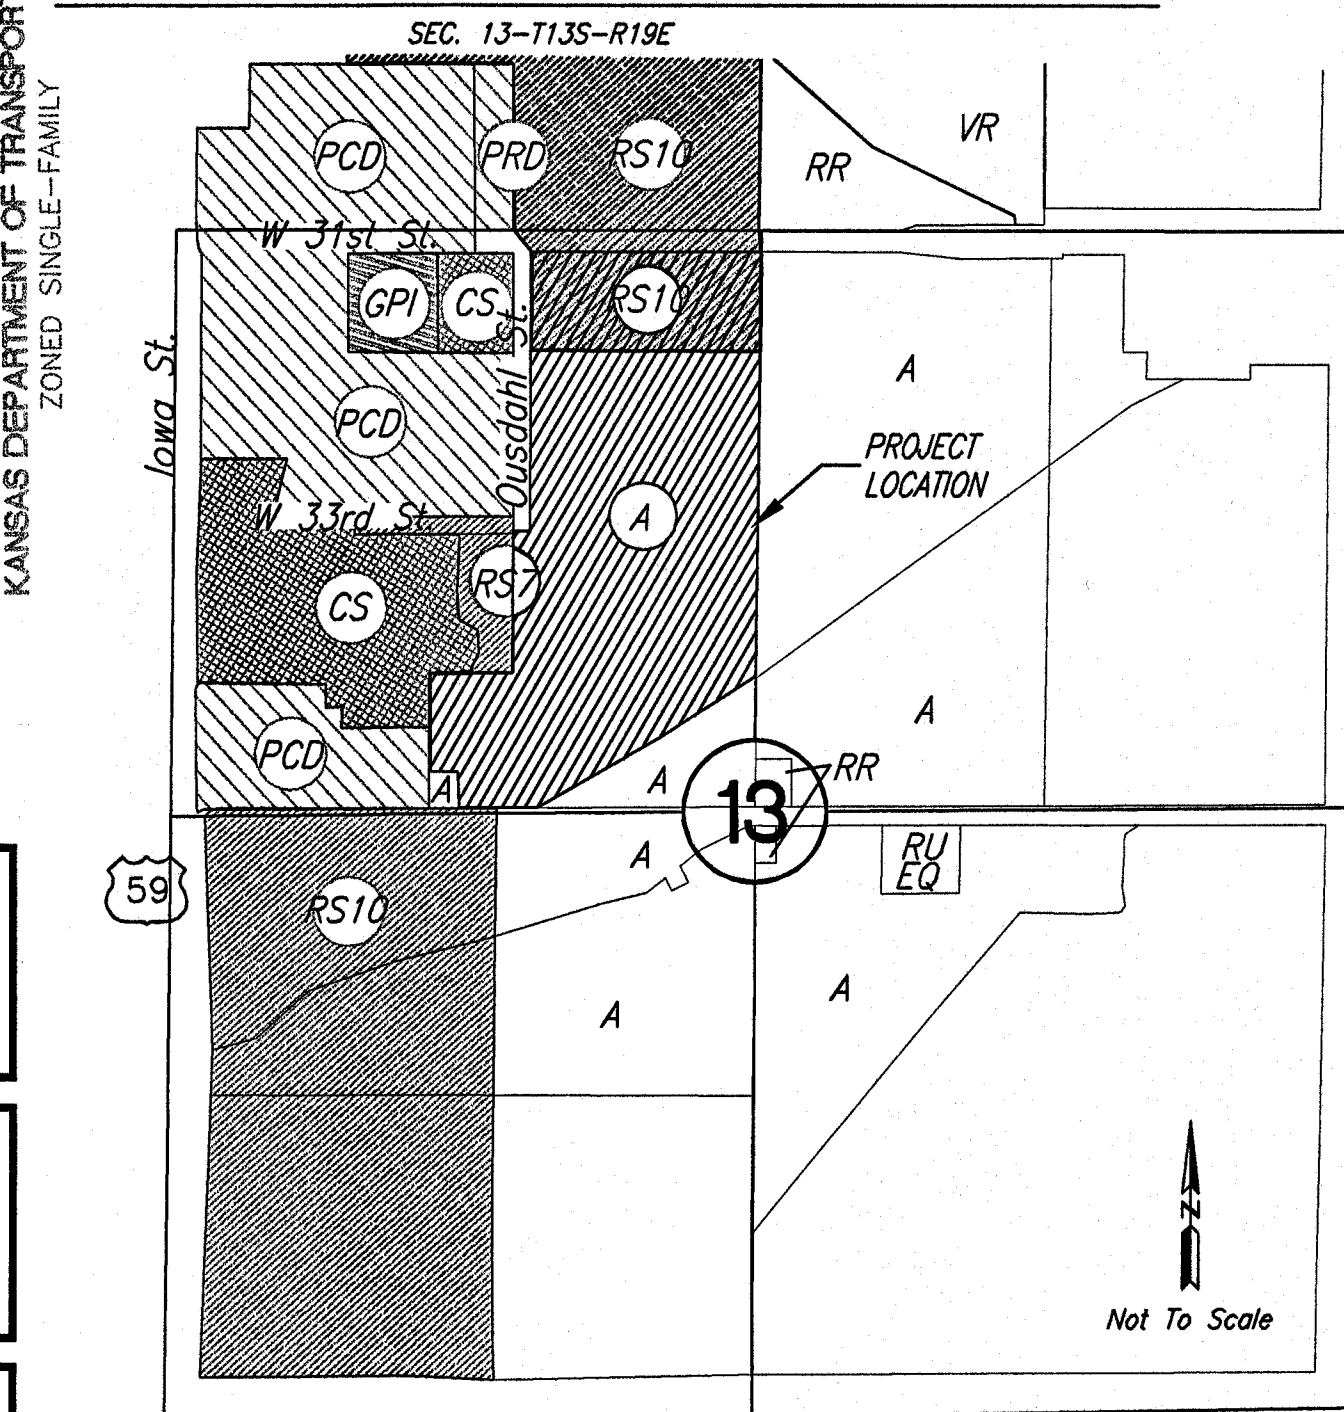 SEC. 13-T13S-R19E
KANSAS DEPARTMENT OF TRANSPOR
ZONED SINGLE-FAMILY
PCD
PRD
RS10
RR
VR
W 31st St.
GPI
CS
RS10
Iowa St.
Ousdahl St.
A
PCD
PROJECT
LOCATION
W 33rd St.
A
RS7
CS
A
PCD
A
A
RR
13
59
A
RU
EQ
RS10
A
A
N
Not To Scale